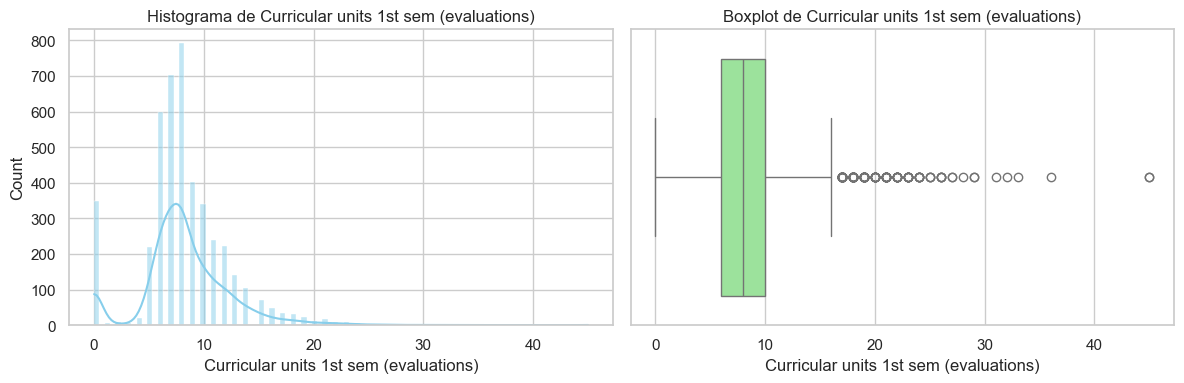 Histograma de Curricular units 1st sem (evaluations)
800
700
600
500
400
300
200
100
0
Count
0 10 20 30 40
Curricular units 1st sem (evaluations)
Boxplot de Curricular units 1st sem (evaluations)
0 10 20 30 40
Curricular units 1st sem (evaluations)